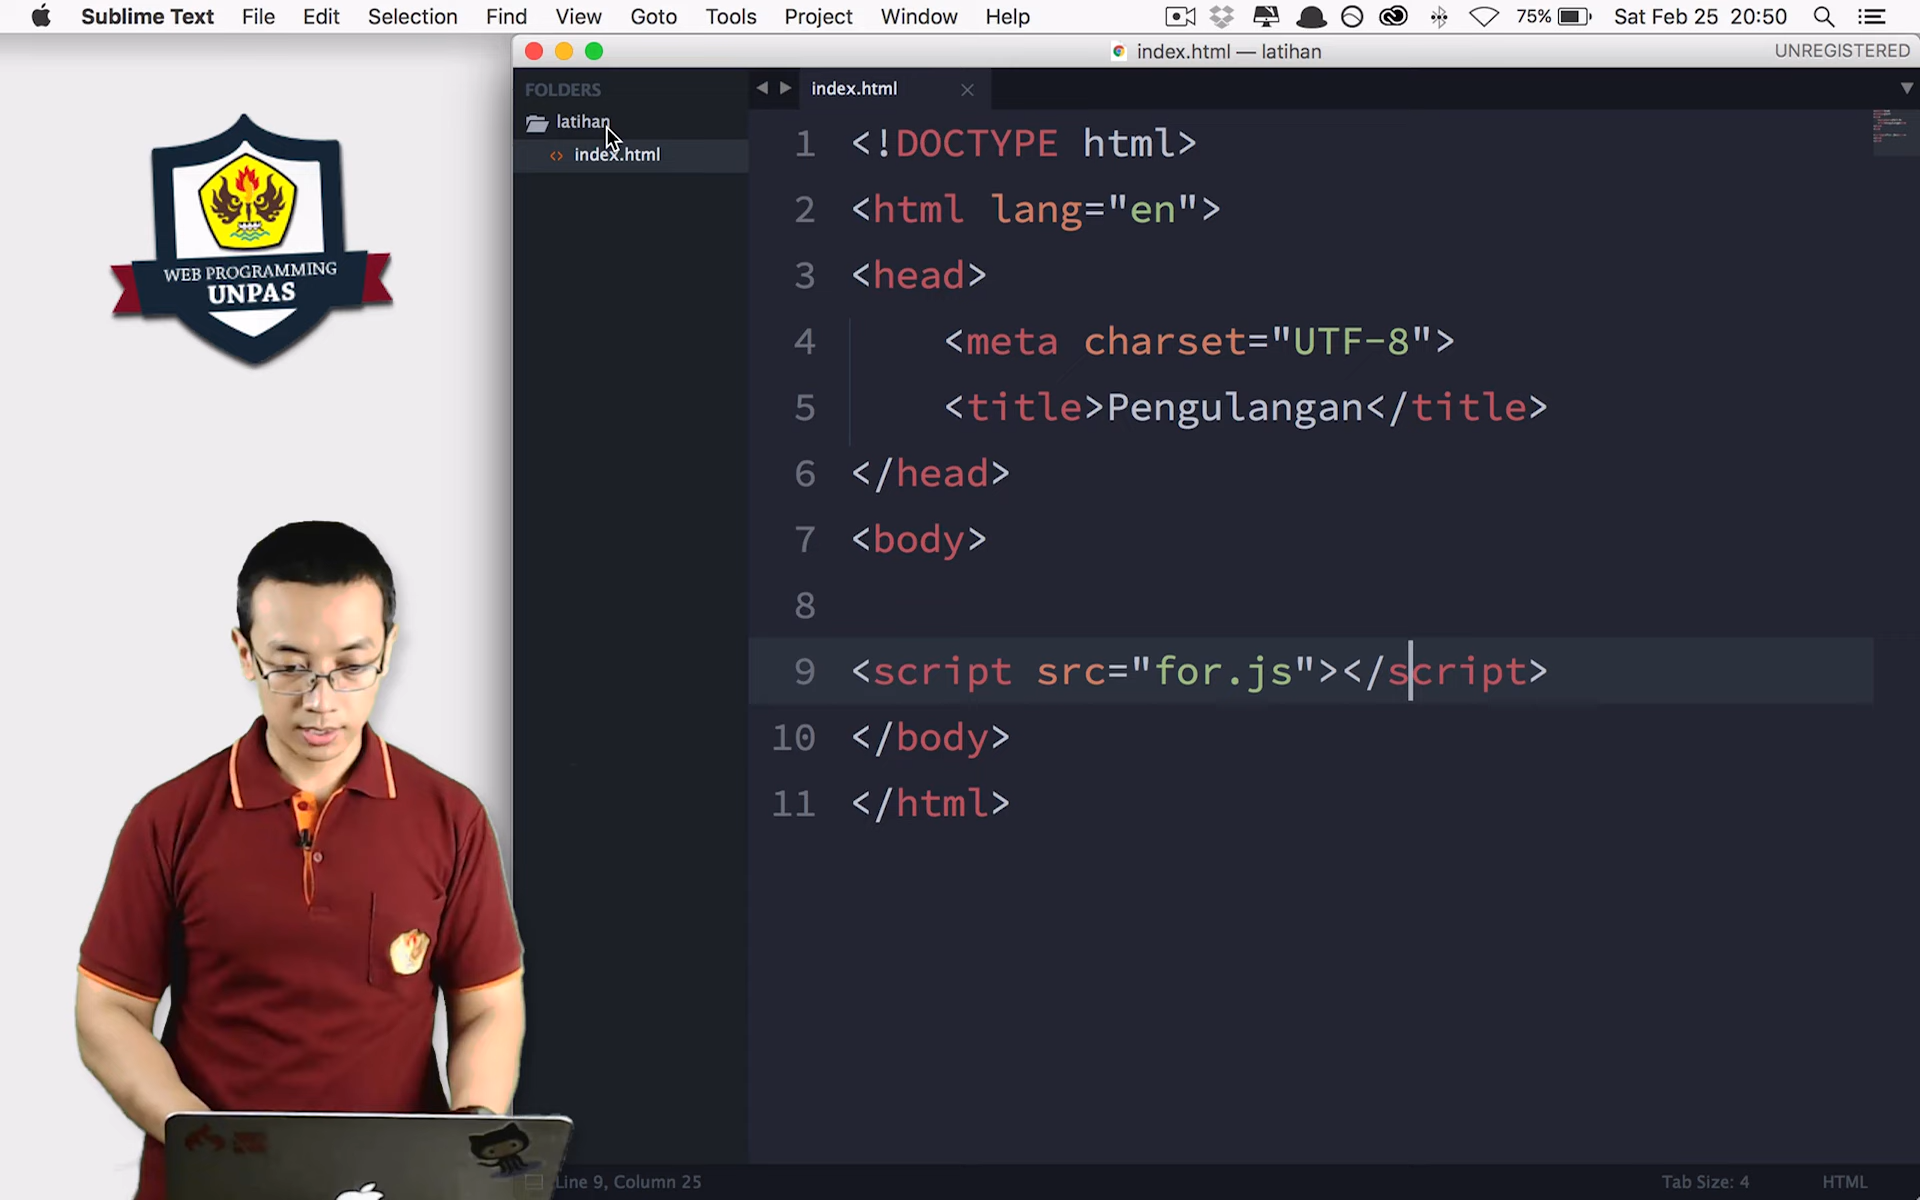 Sublime Text File Edit Selection Find View Goto Tools Project Window Help 75% Sat Feb 25 20:50
index.html — latihan UNREGISTERED
FOLDERS
latihan
index.html
index.html
1 <!DOCTYPE html>
2 <html lang="en">
3 <head>
4 <meta charset="UTF-8">
5 <title>Pengulangan</title>
6 </head>
7 <body>
8
9 <script src="for.js"></script>
10 </body>
11 </html>
WEB PROGRAMMING
UNPAS
Line 9, Column 25 Tab Size: 4 HTML